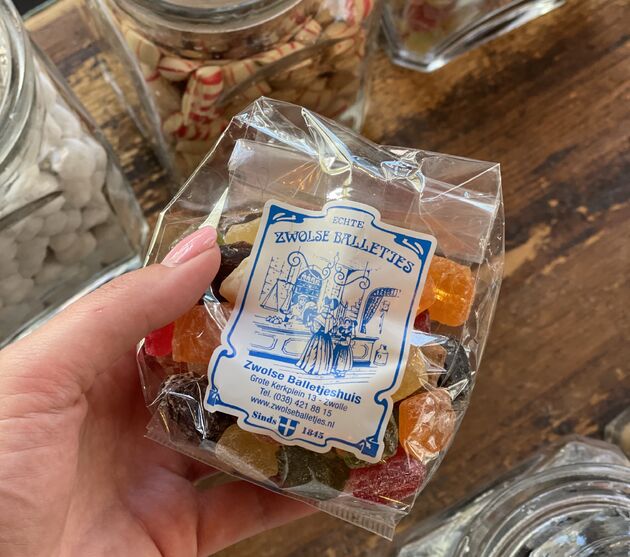 ECHTE
ZWOLSE BALLETJES
Zwolse Balletjeshuis
Grote Kerkplein 13 - Zwolle
Tel. (038) 421 88 15
www.zwolseballetjes.nl
Sinds 1845